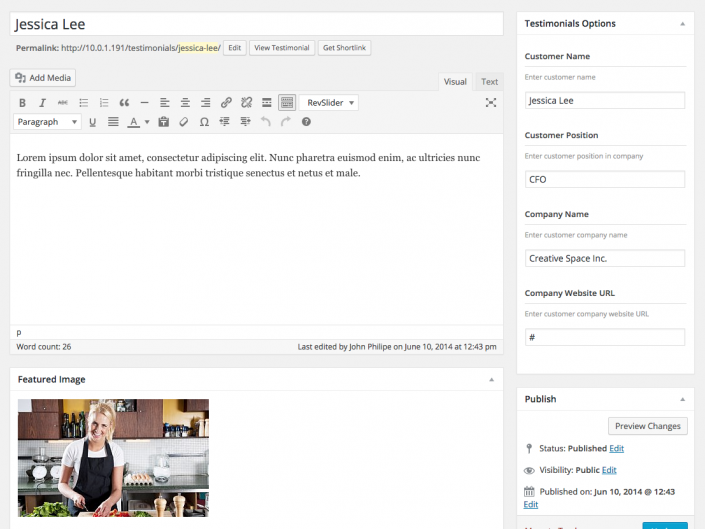 Jessica Lee
Permalink: http://10.0.1.191/testimonials/jessica-lee/ Edit View Testimonial Get Shortlink
Add Media
Visual Text
B I ABC RevSlider
Paragraph U A Ω
Lorem ipsum dolor sit amet, consectetur adipiscing elit. Nunc pharetra euismod enim, ac ultricies nunc
fringilla nec. Pellentesque habitant morbi tristique senectus et netus et male.
p
Word count: 26 Last edited by John Philipe on June 10, 2014 at 12:43 pm
Featured Image
Testimonials Options
Customer Name
Enter customer name
Jessica Lee
Customer Position
Enter customer position in company
CFO
Company Name
Enter customer company name
Creative Space Inc.
Company Website URL
Enter customer company website URL
#
Publish
Preview Changes
Status: Published Edit
Visibility: Public Edit
Published on: Jun 10, 2014 @ 12:43
Edit